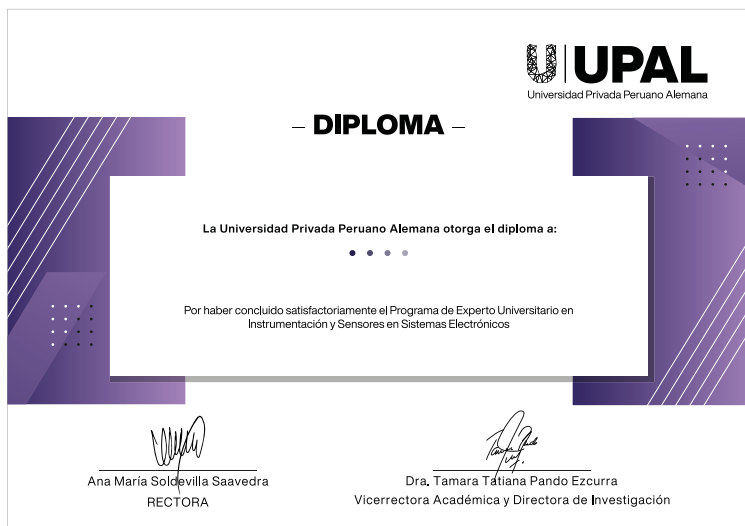 UPAL
Universidad Privada Peruano Alemana
– DIPLOMA –
La Universidad Privada Peruano Alemana otorga el diploma a:
Por haber concluido satisfactoriamente el Programa de Experto Universitario en
Instrumentación y Sensores en Sistemas Electrónicos
Ana María Soldevilla Saavedra
RECTORA
Dra. Tamara Tatiana Pando Ezcurra
Vicerrectora Académica y Directora de Investigación